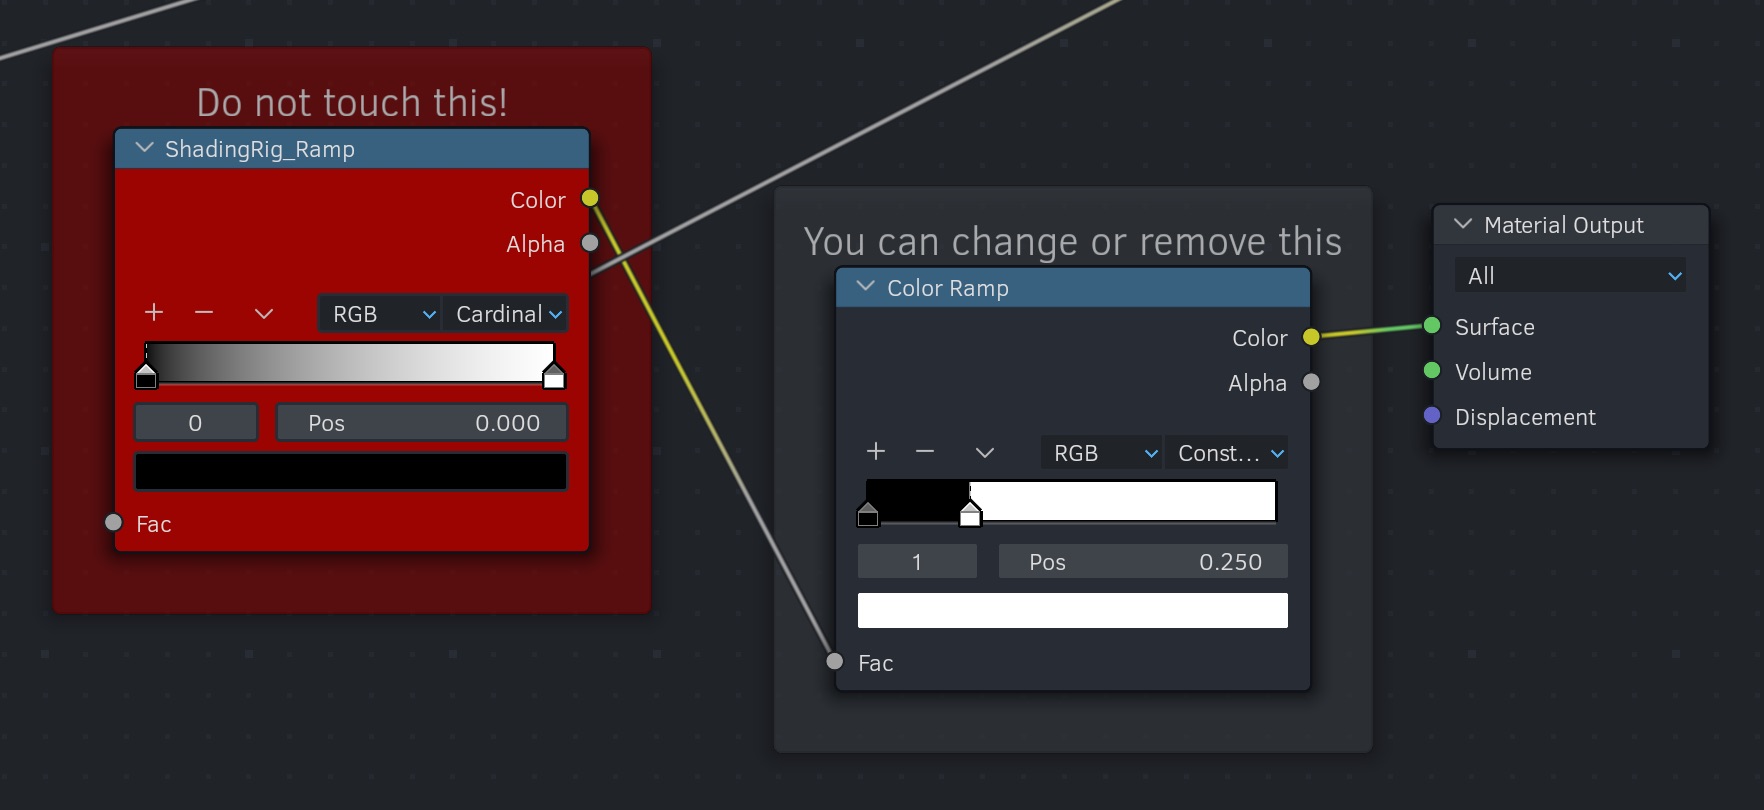 Do not touch this!
ShadingRig_Ramp
Color
Alpha
RGB
Cardinal
0
Pos
0.000
Fac
You can change or remove this
Color Ramp
Color
Alpha
RGB
Const...
1
Pos
0.250
Fac
Material Output
All
Surface
Volume
Displacement